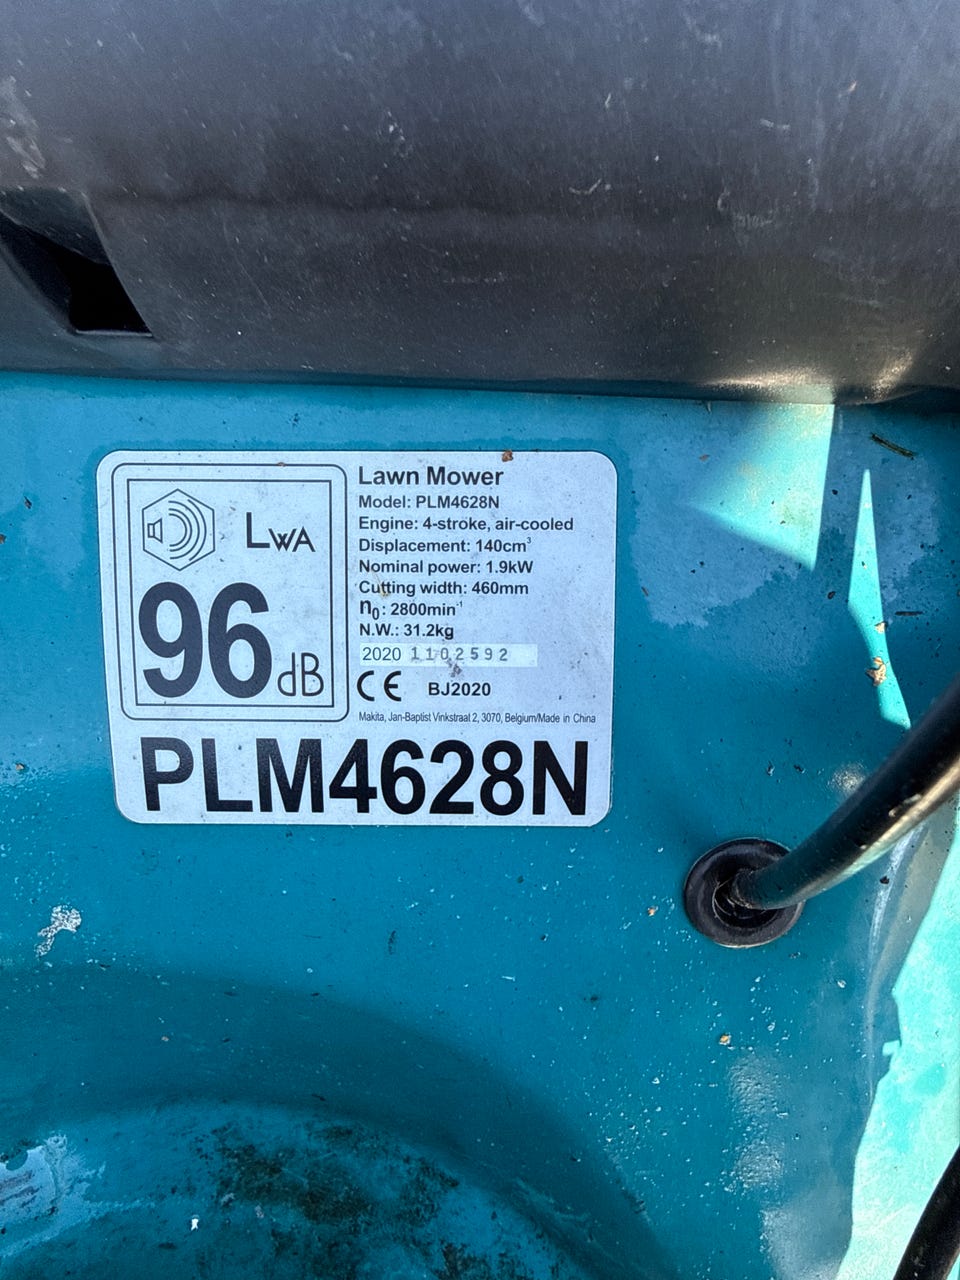 LWA
96 dB
Lawn Mower
Model: PLM4628N
Engine: 4-stroke, air-cooled
Displacement: 140cm³
Nominal power: 1.9kW
Cutting width: 460mm
n₀: 2800min⁻¹
N.W.: 31.2kg
2020 1102592
CE BJ2020
Makita, Jan-Baptist Vinkstraat 2, 3070, Belgium/Made in China
PLM4628N